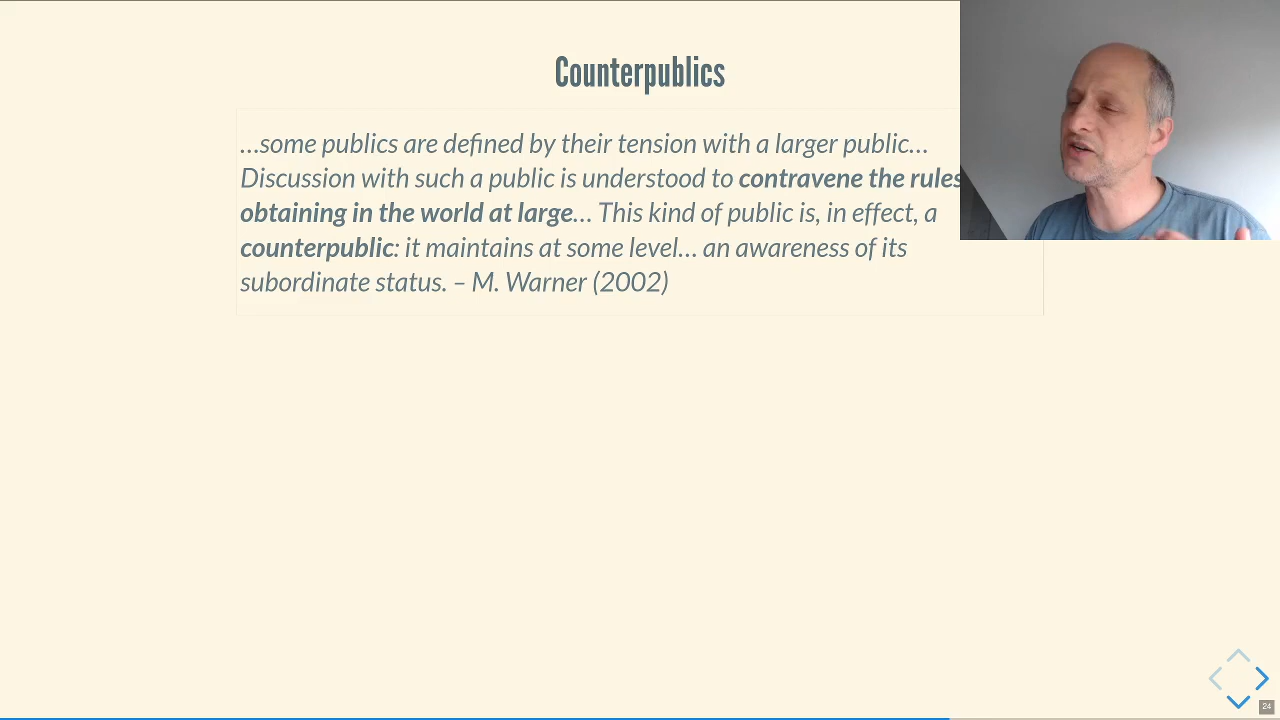 Counterpublics
…some publics are defined by their tension with a larger public…
Discussion with such a public is understood to contravene the rules
obtaining in the world at large… This kind of public is, in effect, a
counterpublic: it maintains at some level… an awareness of its
subordinate status. – M. Warner (2002)
24